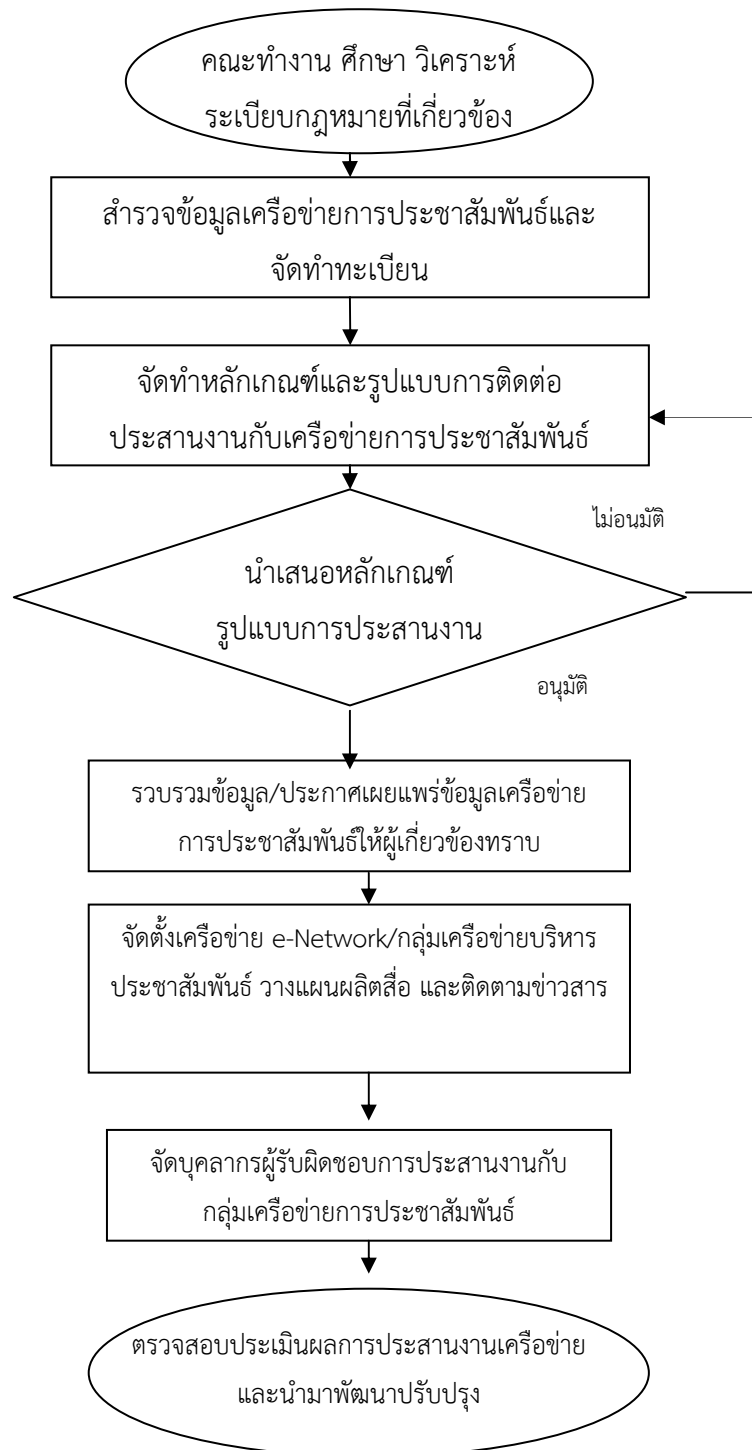 คณะทำงาน ศึกษา วิเคราะห์
ระเบียบกฎหมายที่เกี่ยวข้อง
สำรวจข้อมูลเครือข่ายการประชาสัมพันธ์และ
จัดทำทะเบียน
จัดทำหลักเกณฑ์และรูปแบบการติดต่อ
ประสานงานกับเครือข่ายการประชาสัมพันธ์
ไม่อนมัติ
นำเสนอหลักเกณฑ์
รูปแบบการประสานงาน
อนุมัติ
รวบรวมข้อมูล/ประกาศเผยแพร่ข้อมูลเครือข่าย
การประชาสัมพันธ์ให้ผู้เกี่ยวข้องทราบ
จัดตั้งเครือข่าย e-Network/กลุ่มเครือข่ายบริหาร
ประชาสัมพันธ์ วางแผนผลิตสื่อ และติดตามข่าวสาร
จัดบุคลากรผู้รับผิดชอบการประสานงานกับ
กลุ่มเครือข่ายการประชาสัมพันธ์
ตรวจสอบประเมินผลการประสานงานเครือข่าย
และนำมาพัฒนาปรับปรุง